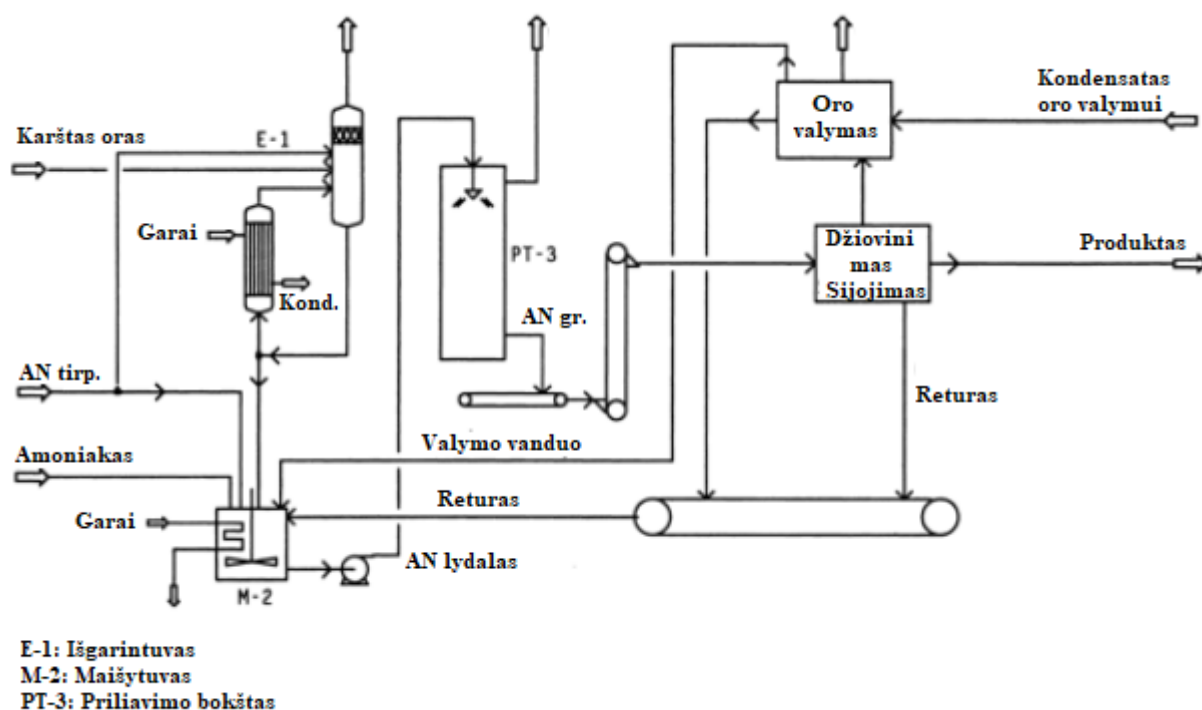 Karštas oras
E-1
Oro
valymas
Kondensatas
oro valymui
Garai
Kond.
PT-3
Džiovini
mas
Sijojimas
Produktas
AN gr.
AN tirp.
Returas
Valymo vanduo
Amoniakas
Returas
Garai
AN lydalas
M-2
E-1: Išgarintuvas
M-2: Maišytuvas
PT-3: Priliavimo bokštas